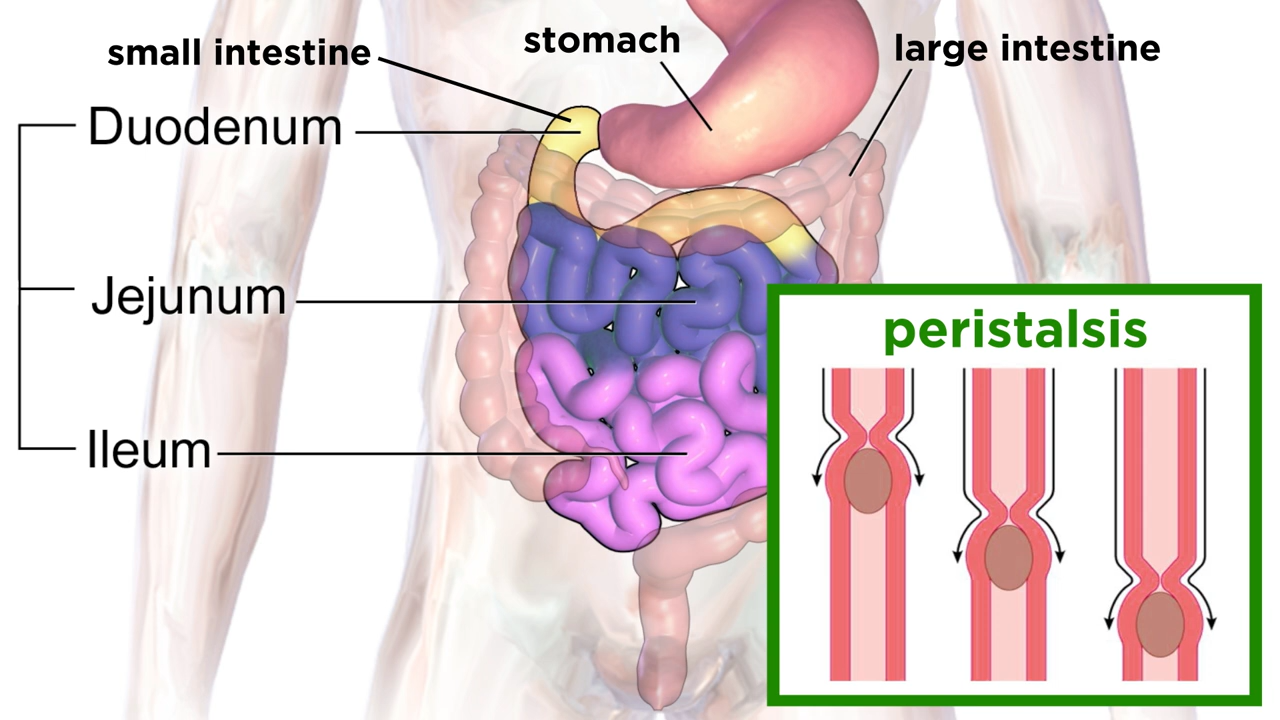 small intestine
stomach
large intestine
Duodenum
Jejunum
Ileum
peristalsis